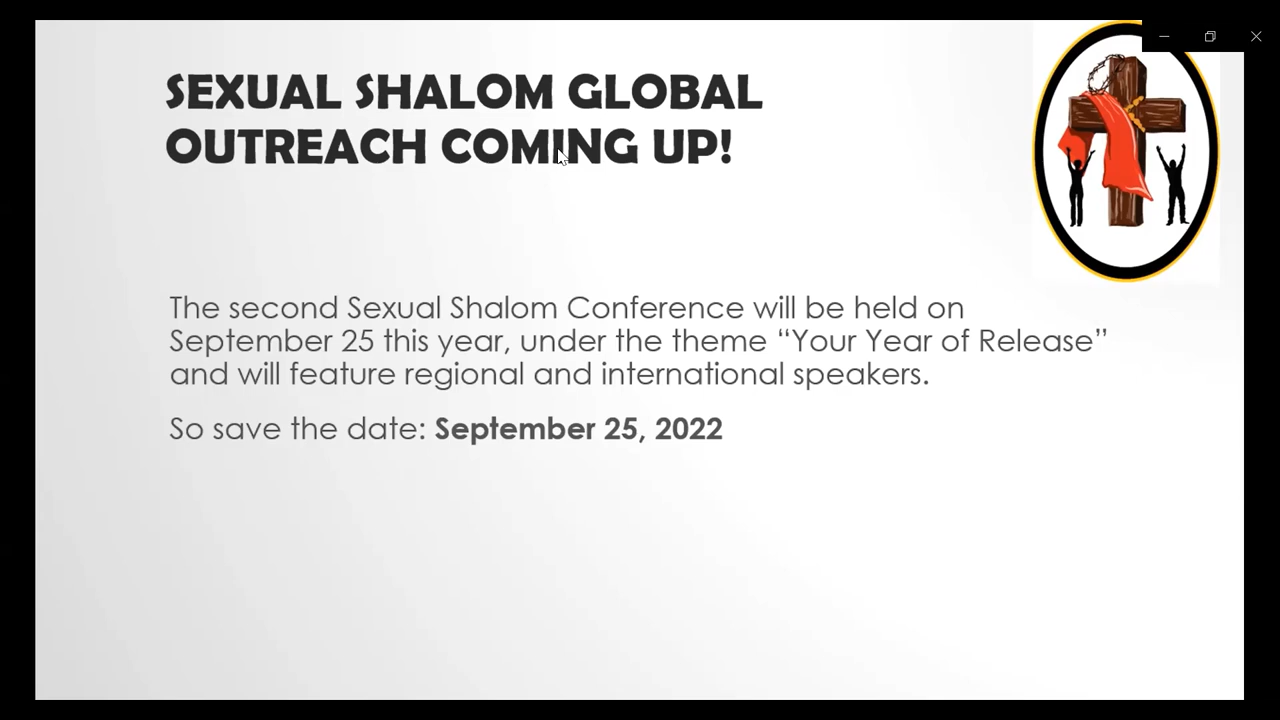 SEXUAL SHALOM GLOBAL
OUTREACH COMING UP!
The second Sexual Shalom Conference will be held on
September 25 this year, under the theme “Your Year of Release”
and will feature regional and international speakers.
So save the date: September 25, 2022